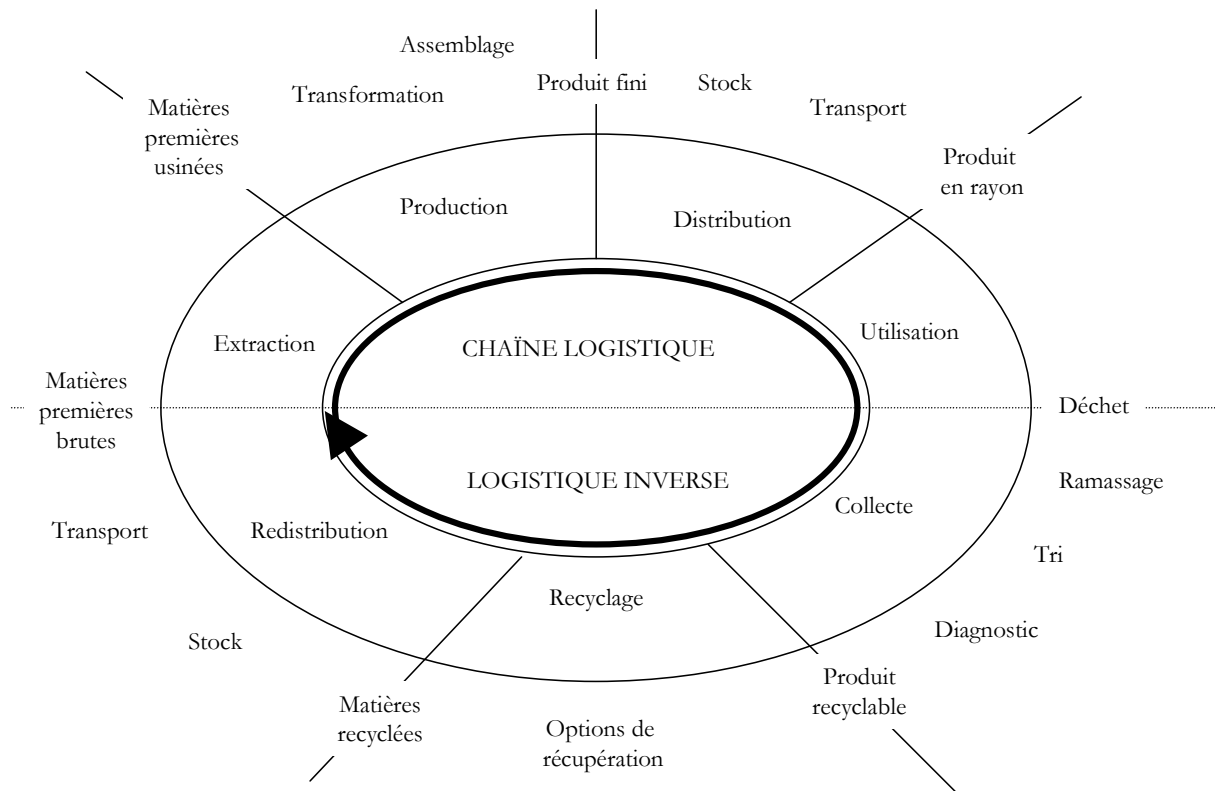 Assemblage
Produit fini
Stock
Transformation
Transport
Matières
premières
usinées
Produit
en rayon
Production
Distribution
Extraction
CHAÏNE LOGISTIQUE
Utilisation
Matières
premières
brutes
Déchet
LOGISTIQUE INVERSE
Ramassage
Collecte
Transport
Redistribution
Tri
Recyclage
Stock
Diagnostic
Produit
recyclable
Matières
recyclées
Options de
récupération